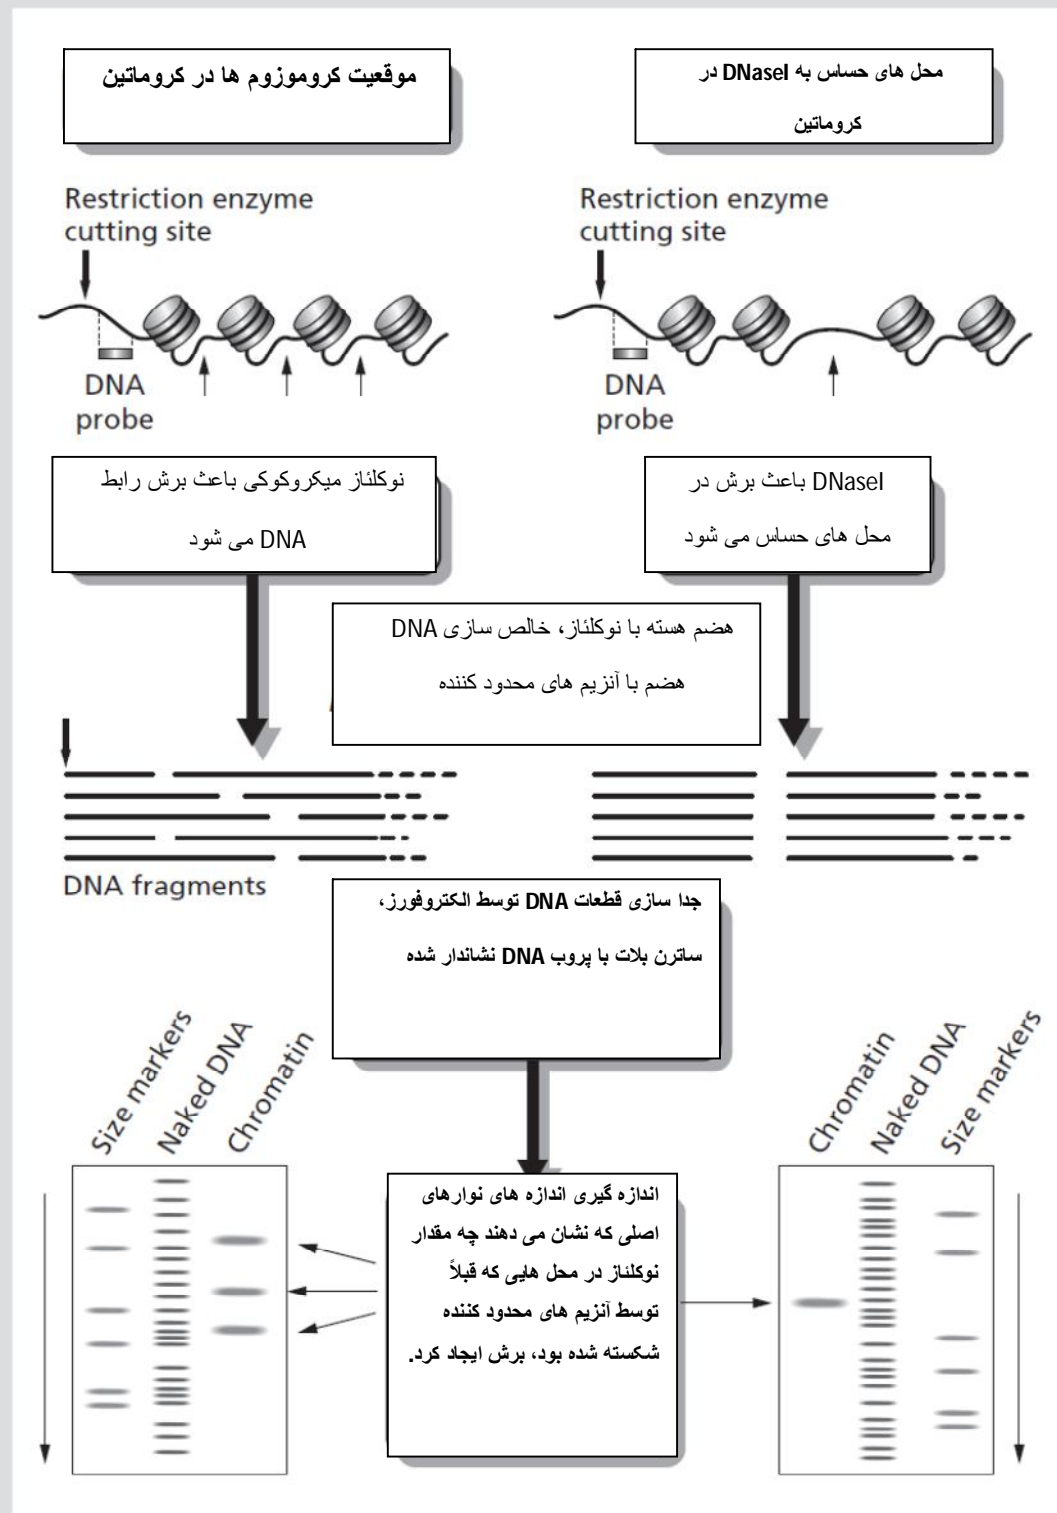 موقعیت کروموزوم ها در کروماتین
محل های حساس به DNaseI در
کروماتین
Restriction enzyme
cutting site
Restriction enzyme
cutting site
DNA
probe
DNA
probe
نوکلئاز میکروکوکی باعث برش رابط
DNA می شود
DNaseI باعث برش در
محل های حساس می شود
هضم هسته با نوکلئاز، خالص سازی DNA
هضم با آنزیم های محدود کننده
DNA fragments
جدا سازی قطعات DNA توسط الکتروفورز،
ساترن بلات با پروب DNA نشاندار شده
Size markers
Naked DNA
Chromatin
Chromatin
Naked DNA
Size markers
اندازه گیری اندازه های نوارهای
اصلی که نشان می دهند چه مقدار
نوکلئاز در محل هایی که قبلاً
توسط آنزیم های محدود کننده
شکسته شده بود، برش ایجاد کرد.